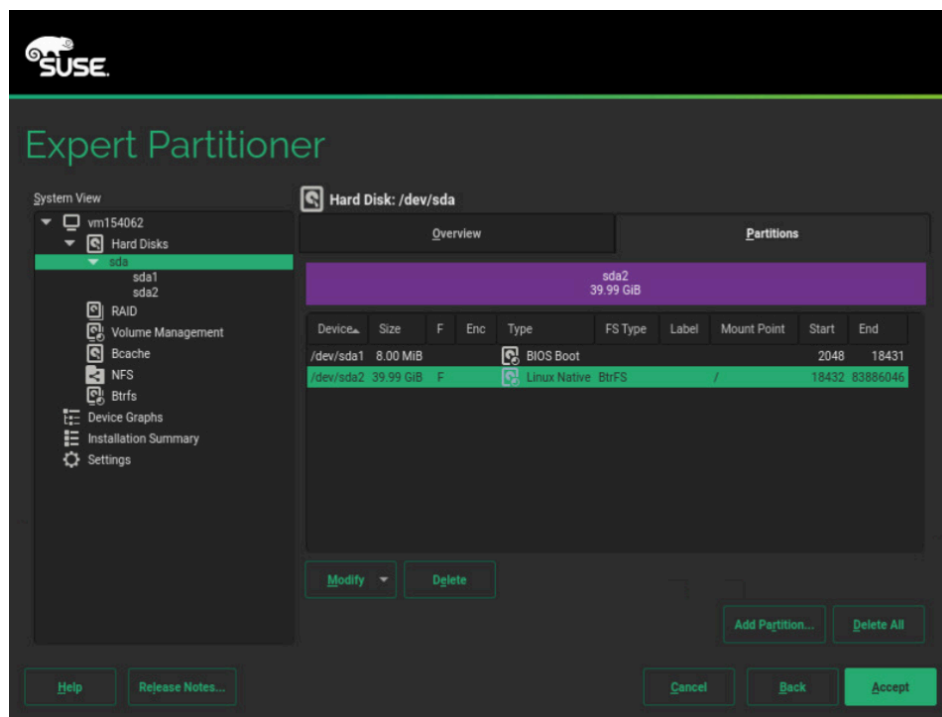 SUSE.
Expert Partitioner
System View
vm154062
Hard Disks
sda
sda1
sda2
RAID
Volume Management
Bcache
NFS
Btrfs
Device Graphs
Installation Summary
Settings
Hard Disk: /dev/sda
Overview Partitions
sda2
39.99 GiB
Device Size F Enc Type FS Type Label Mount Point Start End
/dev/sda1 8.00 MiB BIOS Boot 2048 18431
/dev/sda2 39.99 GiB F Linux Native BtrFS / 18432 83886046
Modify Delete
Add Partition... Delete All
Help Release Notes... Cancel Back Accept